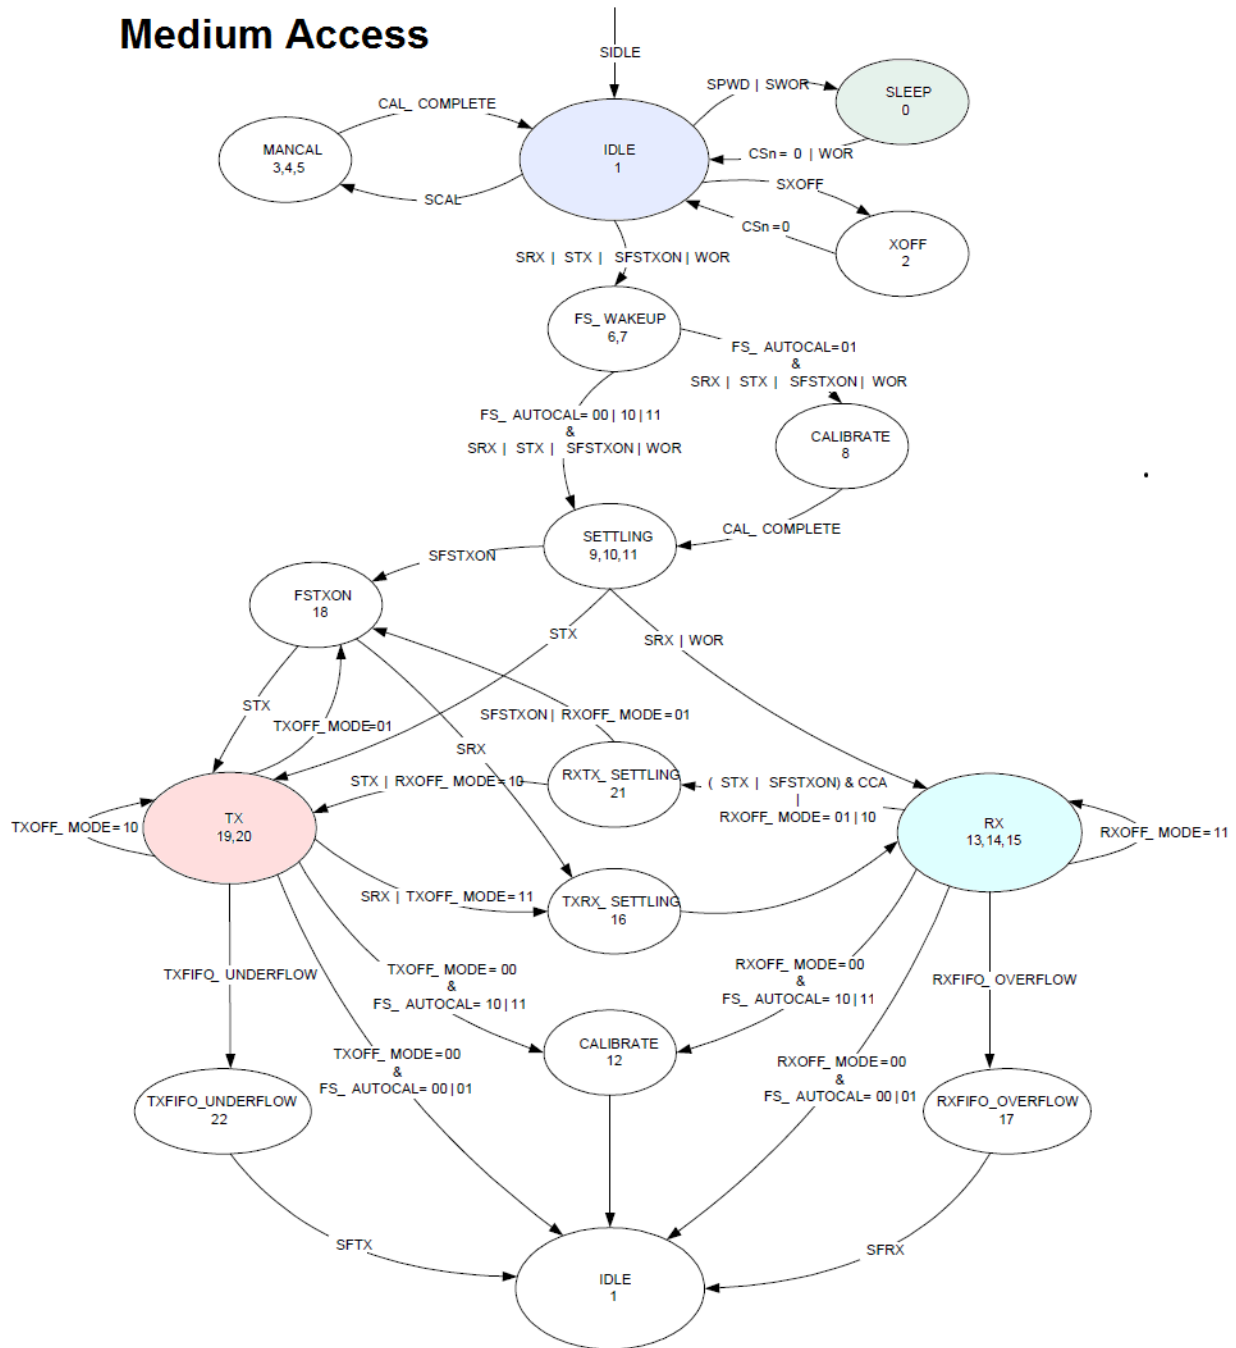 Medium Access
SIDLE
SPWD | SWOR
SLEEP
0
CAL_ COMPLETE
MANCAL
3,4,5
IDLE
1
CSn = 0 | WOR
SXOFF
SCAL
CSn =0
XOFF
2
SRX | STX | SFSTXON | WOR
FS_ WAKEUP
6,7
FS_ AUTOCAL= 01
&
SRX | STX | SFSTXON | WOR
FS_ AUTOCAL= 00 | 10 | 11
&
SRX | STX | SFSTXON | WOR
CALIBRATE
8
CAL_ COMPLETE
SETTLING
9,10,11
SFSTXON
FSTXON
18
STX
SRX | WOR
STX
TXOFF_ MODE=01
SFSTXON | RXOFF_ MODE = 01
SRX
RXTX_ SETTLING
21
STX | RXOFF_ MODE= 10
( STX | SFSTXON) & CCA
|
RXOFF_ MODE= 01 | 10
TXOFF_ MODE= 10
TX
19,20
RX
13,14,15
RXOFF_ MODE= 11
SRX | TXOFF_ MODE= 11
TXRX_ SETTLING
16
TXFIFO_ UNDERFLOW
TXOFF_ MODE= 00
&
FS_ AUTOCAL= 10 | 11
RXOFF_ MODE= 00
&
FS_ AUTOCAL= 10 | 11
RXFIFO_ OVERFLOW
CALIBRATE
12
TXOFF_ MODE= 00
&
FS_ AUTOCAL= 00 | 01
RXOFF_ MODE= 00
&
FS_ AUTOCAL= 00 | 01
TXFIFO_UNDERFLOW
22
RXFIFO_OVERFLOW
17
SFTX
SFRX
IDLE
1